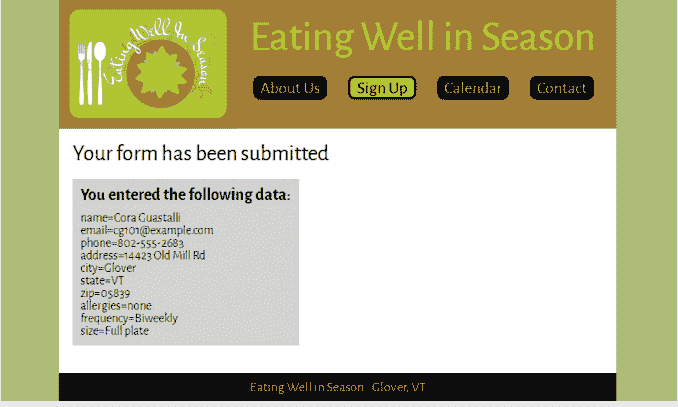 Eating Well In Season
Eating Well in Season
About Us
Sign Up
Calendar
Contact
Your form has been submitted
You entered the following data:
name=Cora Guastalli
email=cg101@example.com
phone=802-555-2683
address=14423 Old Mill Rd
city=Glover
state=VT
zip=05839
allergies=none
frequency=Biweekly
size=Full plate
Eating Well in Season Glover, VT